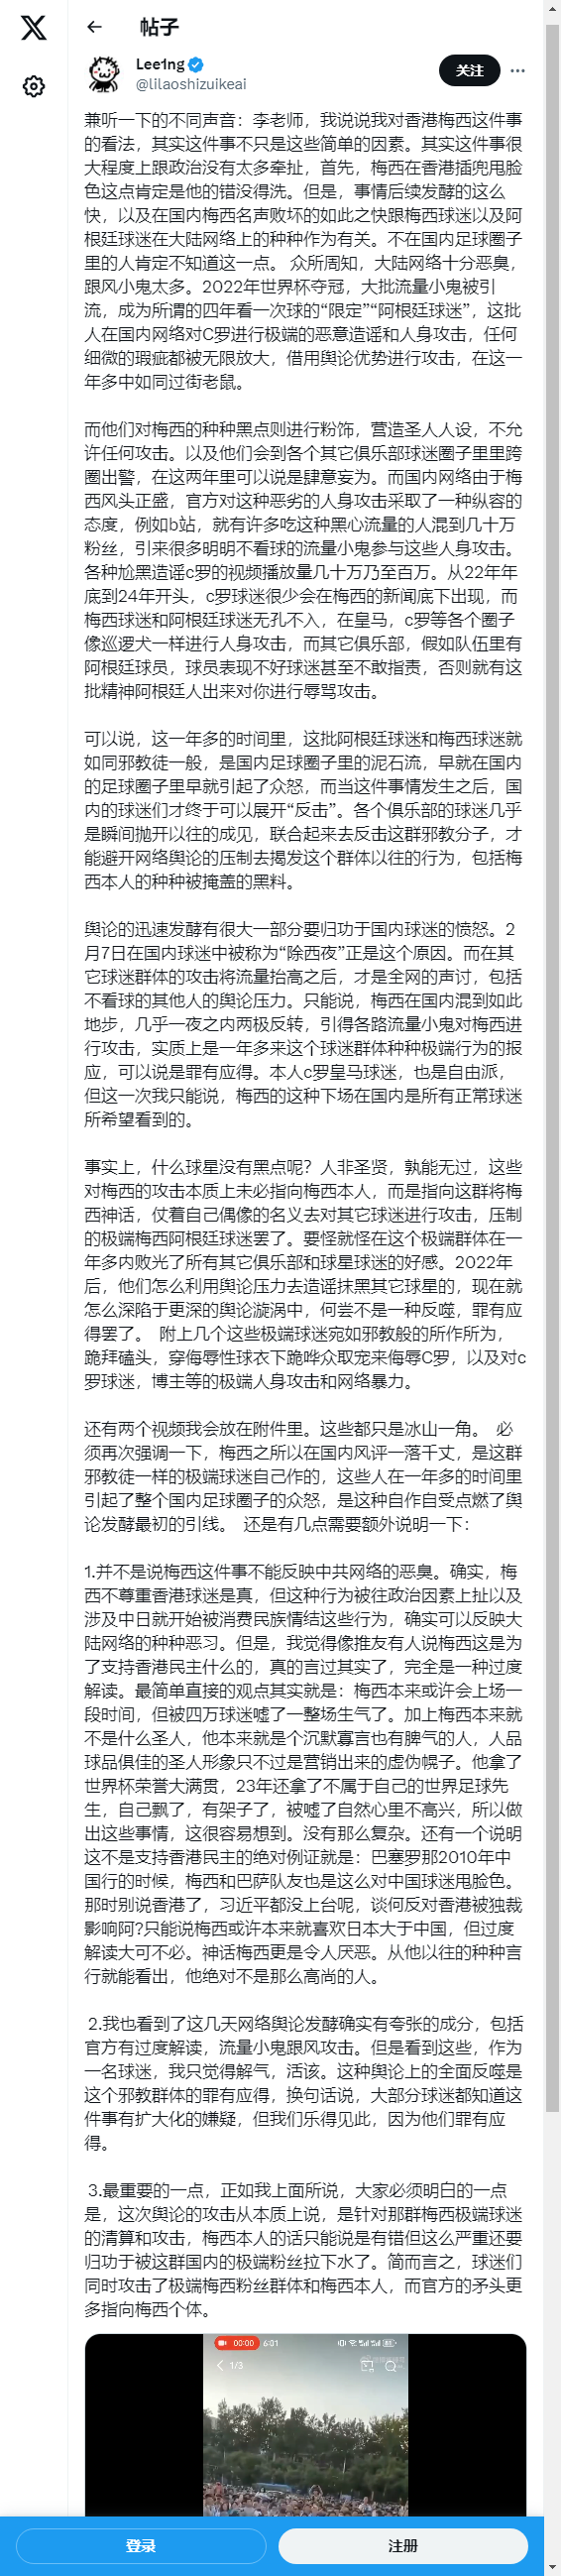 帖子
Lee1ng
@lilaoshizuikeai
关注
兼听一下的不同声音：李老师，我说说我对香港梅西这件事
的看法，其实这件事不只是这些简单的因素。其实这件事很
大程度上跟政治没有太多牵扯，首先，梅西在香港插兜甩脸
色这点肯定是他的错没得洗。但是，事情后续发酵的这么
快，以及在国内梅西名声败坏的如此之快跟梅西球迷以及阿
根廷球迷在大陆网络上的种种作为有关。不在国内足球圈子
里的人肯定不知道这一点。 众所周知，大陆网络十分恶臭，
跟风小鬼太多。2022年世界杯夺冠，大批流量小鬼被引
流，成为所谓的四年看一次球的“限定”“阿根廷球迷”，这批
人在国内网络对C罗进行极端的恶意造谣和人身攻击，任何
细微的瑕疵都被无限放大，借用舆论优势进行攻击，在这一
年多中如同过街老鼠。
而他们对梅西的种种黑点则进行粉饰，营造圣人人设，不允
许任何攻击。以及他们会到各个其它俱乐部球迷圈子里里跨
圈出警，在这两年里可以说是肆意妄为。而国内网络由于梅
西风头正盛，官方对这种恶劣的人身攻击采取了一种纵容的
态度，例如b站，就有许多吃这种黑心流量的人混到几十万
粉丝，引来很多明明不看球的流量小鬼参与这些人身攻击。
各种尬黑造谣c罗的视频播放量几十万乃至百万。从22年年
底到24年开头，c罗球迷很少会在梅西的新闻底下出现，而
梅西球迷和阿根廷球迷无孔不入，在皇马，c罗等各个圈子
像巡逻犬一样进行人身攻击，而其它俱乐部，假如队伍里有
阿根廷球员，球员表现不好球迷甚至不敢指责，否则就有这
批精神阿根廷人出来对你进行辱骂攻击。
可以说，这一年多的时间里，这批阿根廷球迷和梅西球迷就
如同邪教徒一般，是国内足球圈子里的泥石流，早就在国内
的足球圈子里早就引起了众怒，而当这件事情发生之后，国
内的球迷们才终于可以展开“反击”。各个俱乐部的球迷几乎
是瞬间抛开以往的成见，联合起来去反击这群邪教分子，才
能避开网络舆论的压制去揭发这个群体以往的行为，包括梅
西本人的种种被掩盖的黑料。
舆论的迅速发酵有很大一部分要归功于国内球迷的愤怒。2
月7日在国内球迷中被称为“除西夜”正是这个原因。而在其
它球迷群体的攻击将流量抬高之后，才是全网的声讨，包括
不看球的其他人的舆论压力。只能说，梅西在国内混到如此
地步，几乎一夜之内两极反转，引得各路流量小鬼对梅西进
行攻击，实质上是一年多来这个球迷群体种种极端行为的报
应，可以说是罪有应得。本人c罗皇马球迷，也是自由派，
但这一次我只能说，梅西的这种下场在国内是所有正常球迷
所希望看到的。
事实上，什么球星没有黑点呢？人非圣贤，孰能无过，这些
对梅西的攻击本质上未必指向梅西本人，而是指向这群将梅
西神话，仗着自己偶像的名义去对其它球迷进行攻击，压制
的极端梅西阿根廷球迷罢了。要怪就怪在这个极端群体在一
年多内败光了所有其它俱乐部和球星球迷的好感。2022年
后，他们怎么利用舆论压力去造谣抹黑其它球星的，现在就
怎么深陷于更深的舆论漩涡中，何尝不是一种反噬，罪有应
得罢了。 附上几个这些极端球迷宛如邪教般的所作所为，
跪拜磕头，穿侮辱性球衣下跪哗众取宠来侮辱C罗，以及对c
罗球迷，博主等的极端人身攻击和网络暴力。
还有两个视频我会放在附件里。这些都只是冰山一角。 必
须再次强调一下，梅西之所以在国内风评一落千丈，是这群
邪教徒一样的极端球迷自己作的，这些人在一年多的时间里
引起了整个国内足球圈子的众怒，是这种自作自受点燃了舆
论发酵最初的引线。 还是有几点需要额外说明一下：
1.并不是说梅西这件事不能反映中共网络的恶臭。确实，梅
西不尊重香港球迷是真，但这种行为被往政治因素上扯以及
涉及中日就开始被消费民族情结这些行为，确实可以反映大
陆网络的种种恶习。但是，我觉得像推友有人说梅西这是为
了支持香港民主什么的，真的言过其实了，完全是一种过度
解读。最简单直接的观点其实就是：梅西本来或许会上场一
段时间，但被四万球迷嘘了一整场生气了。加上梅西本来就
不是什么圣人，他本来就是个沉默寡言也有脾气的人，人品
球品俱佳的圣人形象只不过是营销出来的虚伪幌子。他拿了
世界杯荣誉大满贯，23年还拿了不属于自己的世界足球先
生，自己飘了，有架子了，被嘘了自然心里不高兴，所以做
出这些事情，这很容易想到。没有那么复杂。还有一个说明
这不是支持香港民主的绝对例证就是：巴塞罗那2010年中
国行的时候，梅西和巴萨队友也是这么对中国球迷甩脸色。
那时别说香港了，习近平都没上台呢，谈何反对香港被独裁
影响阿?只能说梅西或许本来就喜欢日本大于中国，但过度
解读大可不必。神话梅西更是令人厌恶。从他以往的种种言
行就能看出，他绝对不是那么高尚的人。
2.我也看到了这几天网络舆论发酵确实有夸张的成分，包括
官方有过度解读，流量小鬼跟风攻击。但是看到这些，作为
一名球迷，我只觉得解气，活该。这种舆论上的全面反噬是
这个邪教群体的罪有应得，换句话说，大部分球迷都知道这
件事有扩大化的嫌疑，但我们乐得见此，因为他们罪有应
得。
3.最重要的一点，正如我上面所说，大家必须明白的一点
是，这次舆论的攻击从本质上说，是针对那群梅西极端球迷
的清算和攻击，梅西本人的话只能说是有错但这么严重还要
归功于被这群国内的极端粉丝拉下水了。简而言之，球迷们
同时攻击了极端梅西粉丝群体和梅西本人，而官方的矛头更
多指向梅西个体。
00:00 6:01
1/3
登录
注册